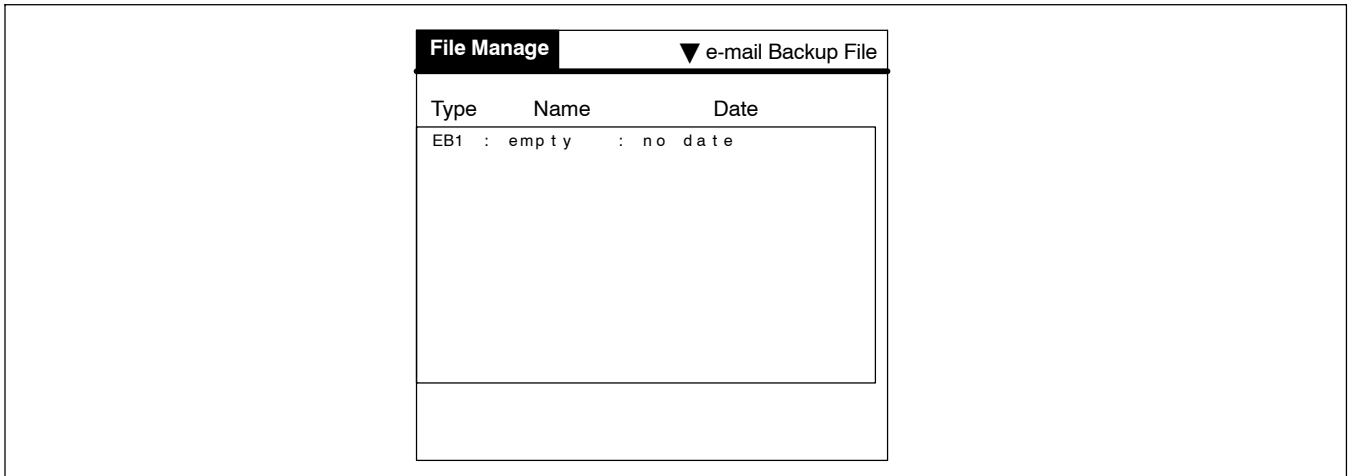 File Manage ▼ e-mail Backup File
Type Name Date
EB1 : empty : no date